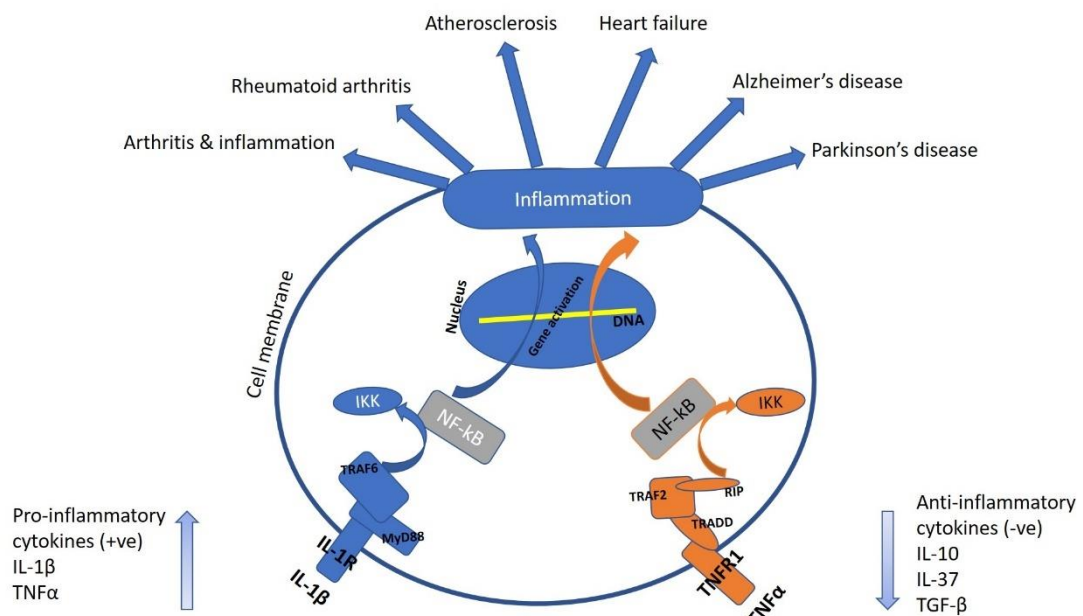 Atherosclerosis
Heart failure
Rheumatoid arthritis
Alzheimer's disease
Arthritis & inflammation
Parkinson's disease
Inflammation
Cell membrane
Nucleus
Gene activation
DNA
IKK
NF-kB
NF-kB
IKK
TRAF6
MyD88
IL-1R
IL-1β
TRAF2
RIP
TRADD
TNFR1
TNFα
Pro-inflammatory
cytokines (+ve)
IL-1β
TNFα
Anti-inflammatory
cytokines (-ve)
IL-10
IL-37
TGF-β